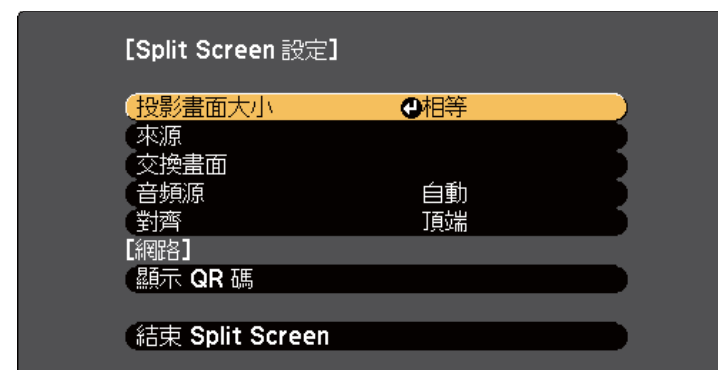 [Split Screen 設定]
投影畫面大小 相等
來源
交換畫面
音頻源 自動
對齊 頂端
[網路]
顯示 QR 碼
結束 Split Screen